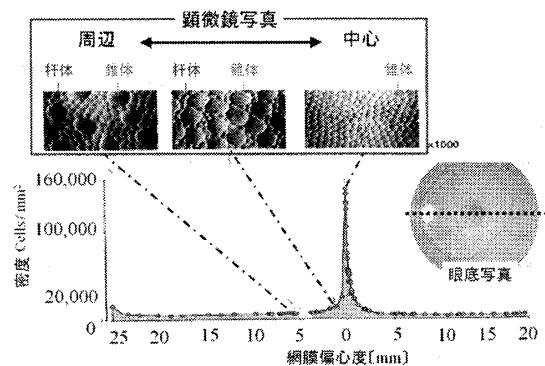 顕微鏡写真
周辺 中心
杆体 錐体 杆体 錐体 錐体
×1000
160,000
100,000
20,000
0
密度 Cells/mm²
眼底写真
25 20 15 10 5 0 5 10 15 20
網膜偏心度[mm]